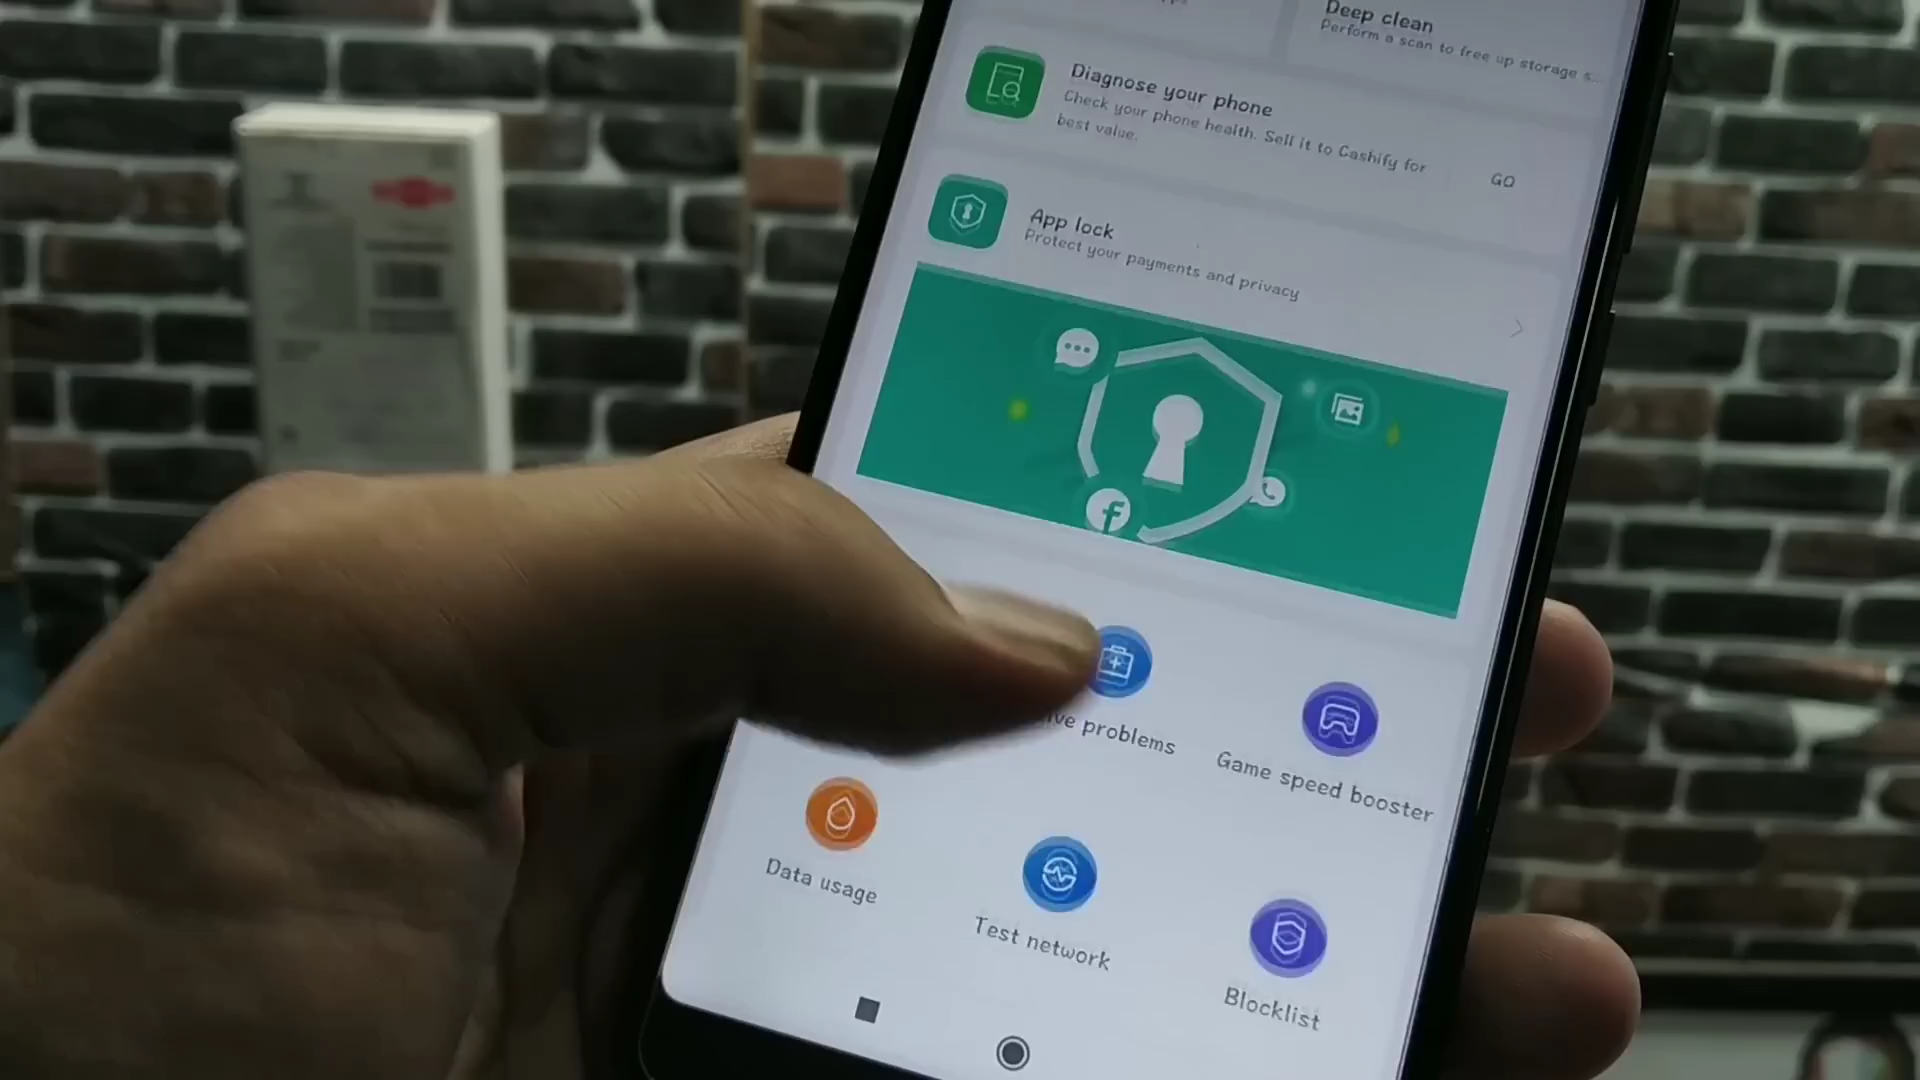 Deep clean
Perform a scan to free up storage s...
Diagnose your phone
Check your phone health. Sell it to Cashify for
best value.
GO
App lock
Protect your payments and privacy
problems
Game speed booster
Data usage
Test network
Blocklist